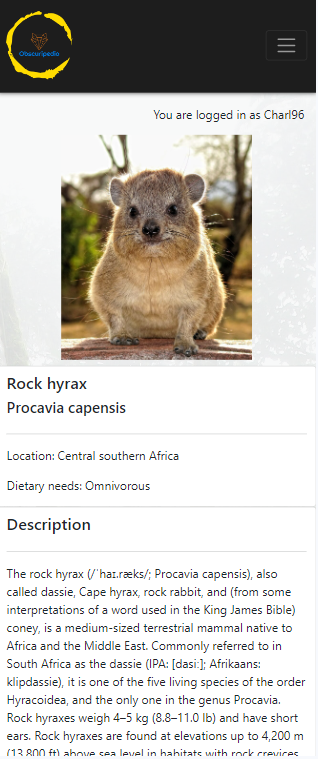 Obscuripedia
You are logged in as Charl96
Rock hyrax
Procavia capensis
Location: Central southern Africa
Dietary needs: Omnivorous
Description
The rock hyrax (/ˈhaɪ.ræks/; Procavia capensis), also
called dassie, Cape hyrax, rock rabbit, and (from some
interpretations of a word used in the King James Bible)
coney, is a medium-sized terrestrial mammal native to
Africa and the Middle East. Commonly referred to in
South Africa as the dassie (IPA: [dasiː]; Afrikaans:
klipdassie), it is one of the five living species of the order
Hyracoidea, and the only one in the genus Procavia.
Rock hyraxes weigh 4–5 kg (8.8–11.0 lb) and have short
ears. Rock hyraxes are found at elevations up to 4,200 m
(13,800 ft) above sea level in habitats with rock crevices